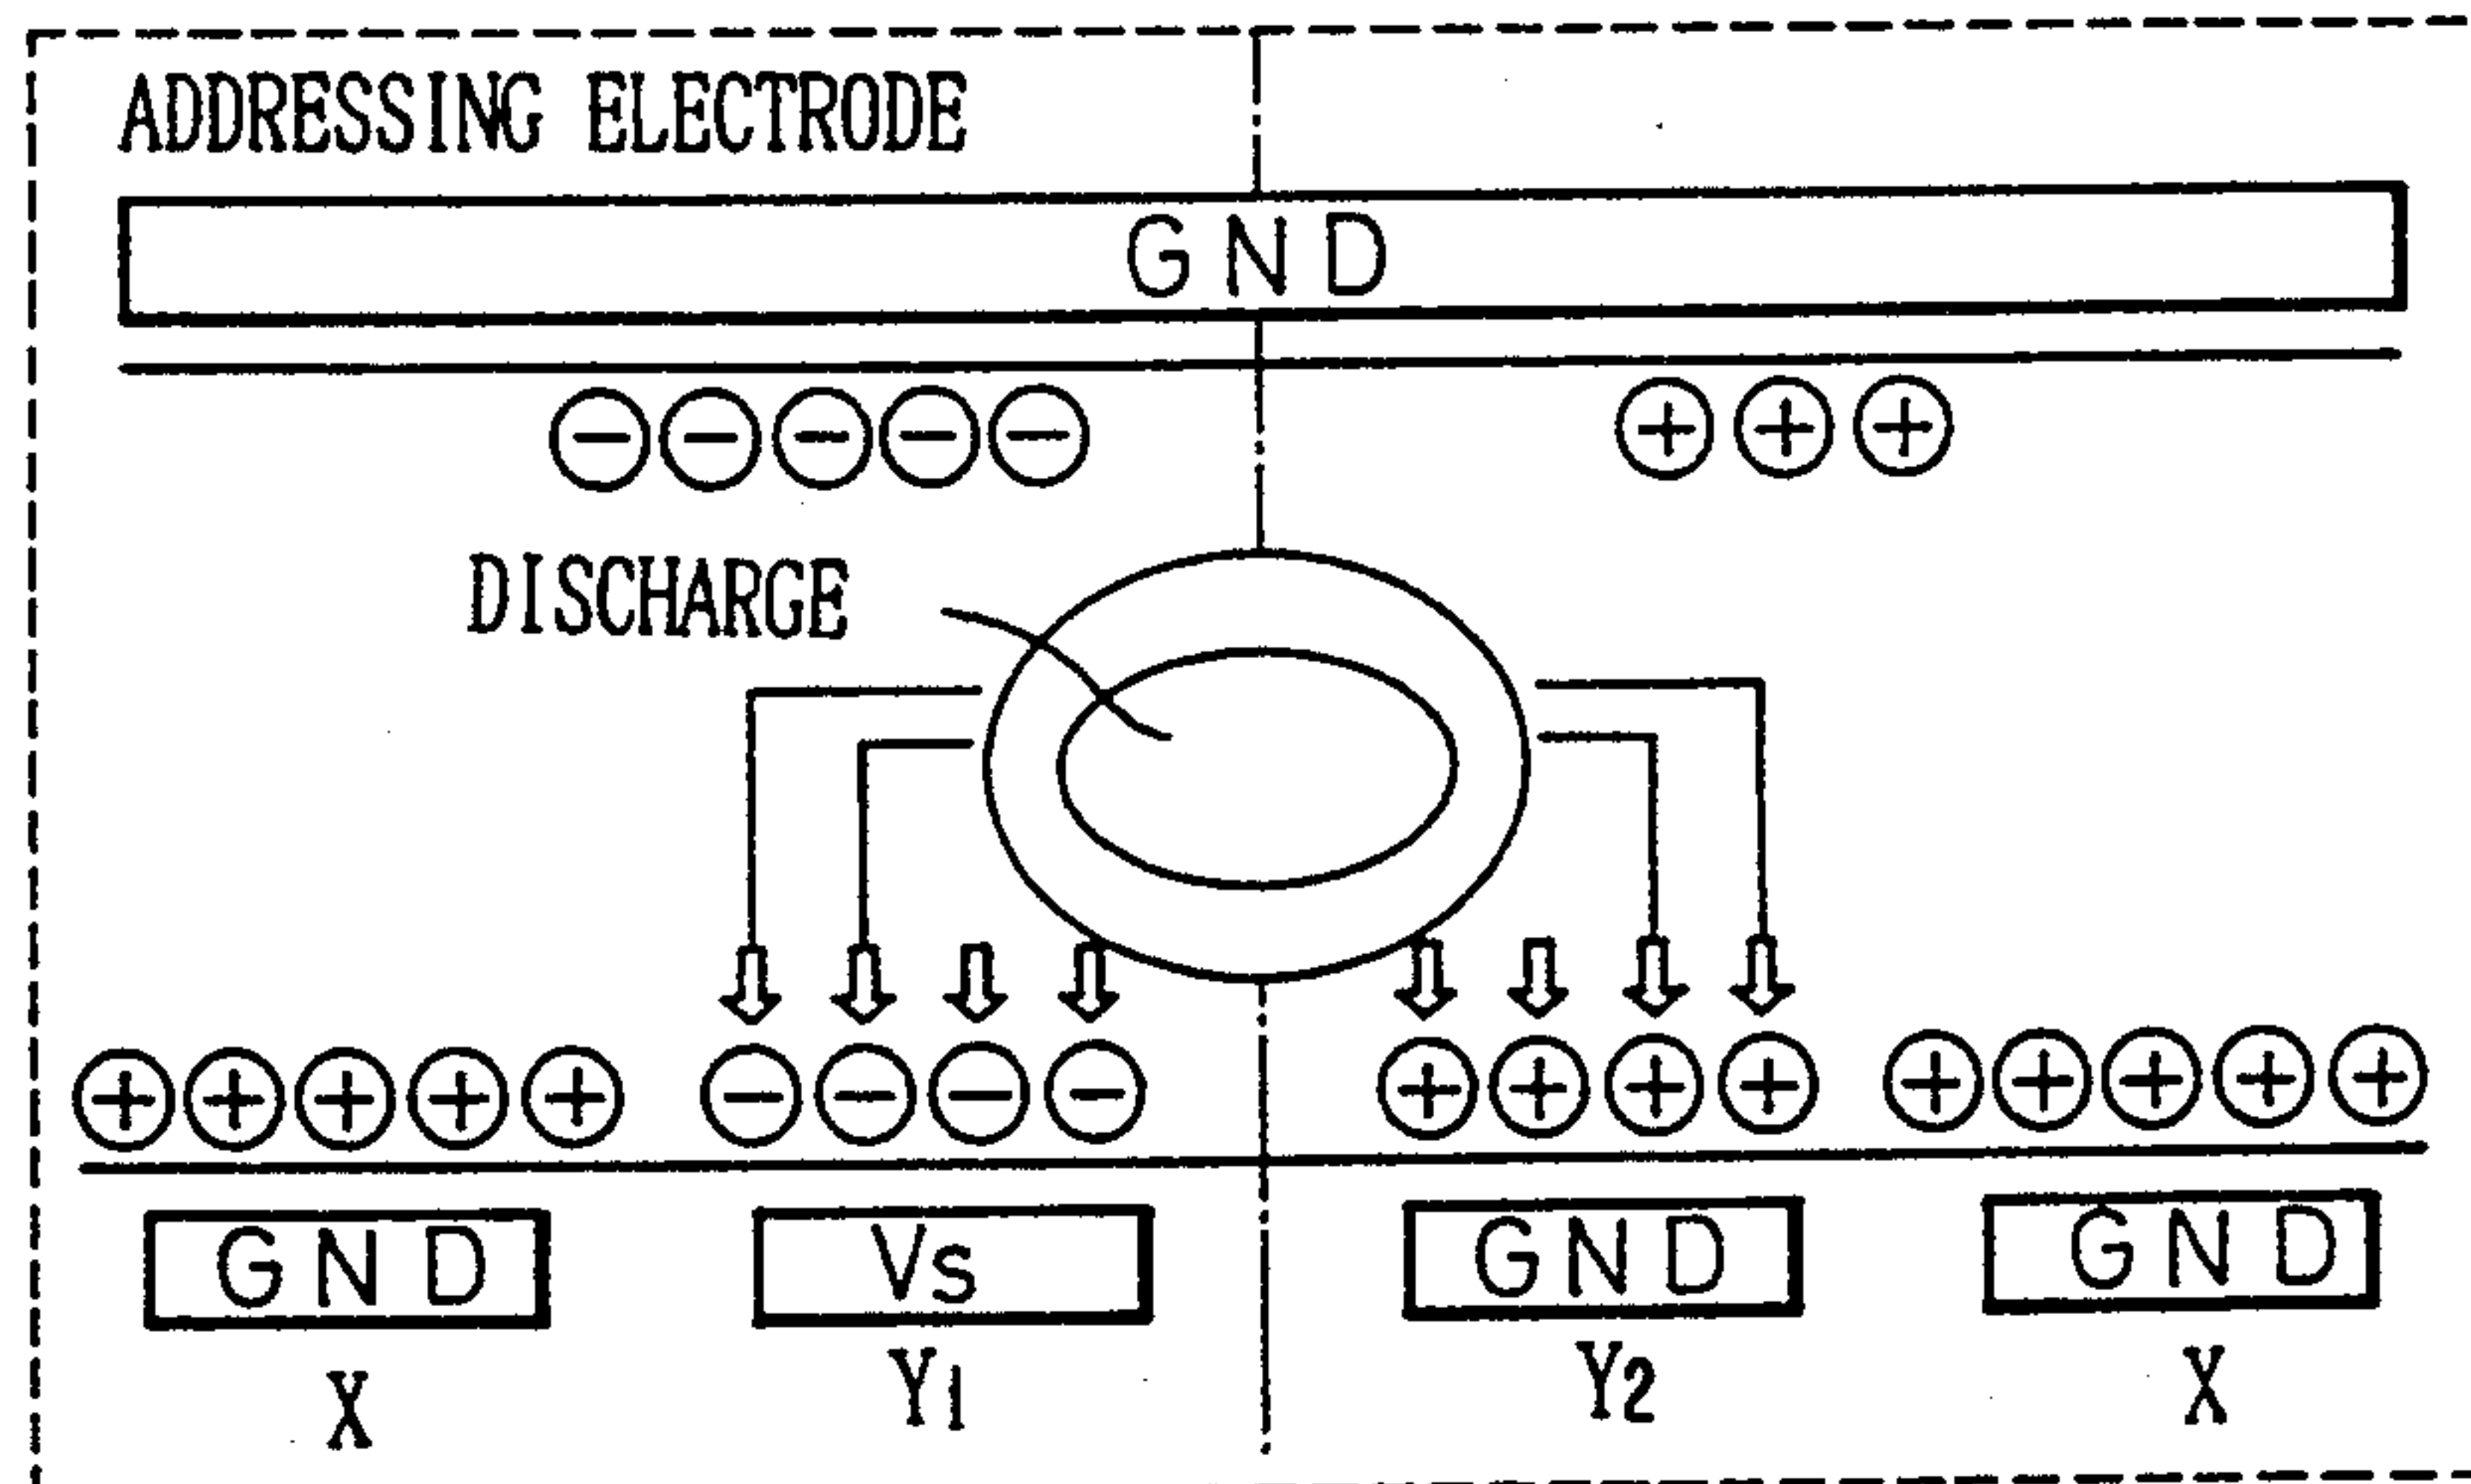 ADDRESSING ELECTRODE
GND
DISCHARGE
GND Vs GND GND
X Y1 Y2 X